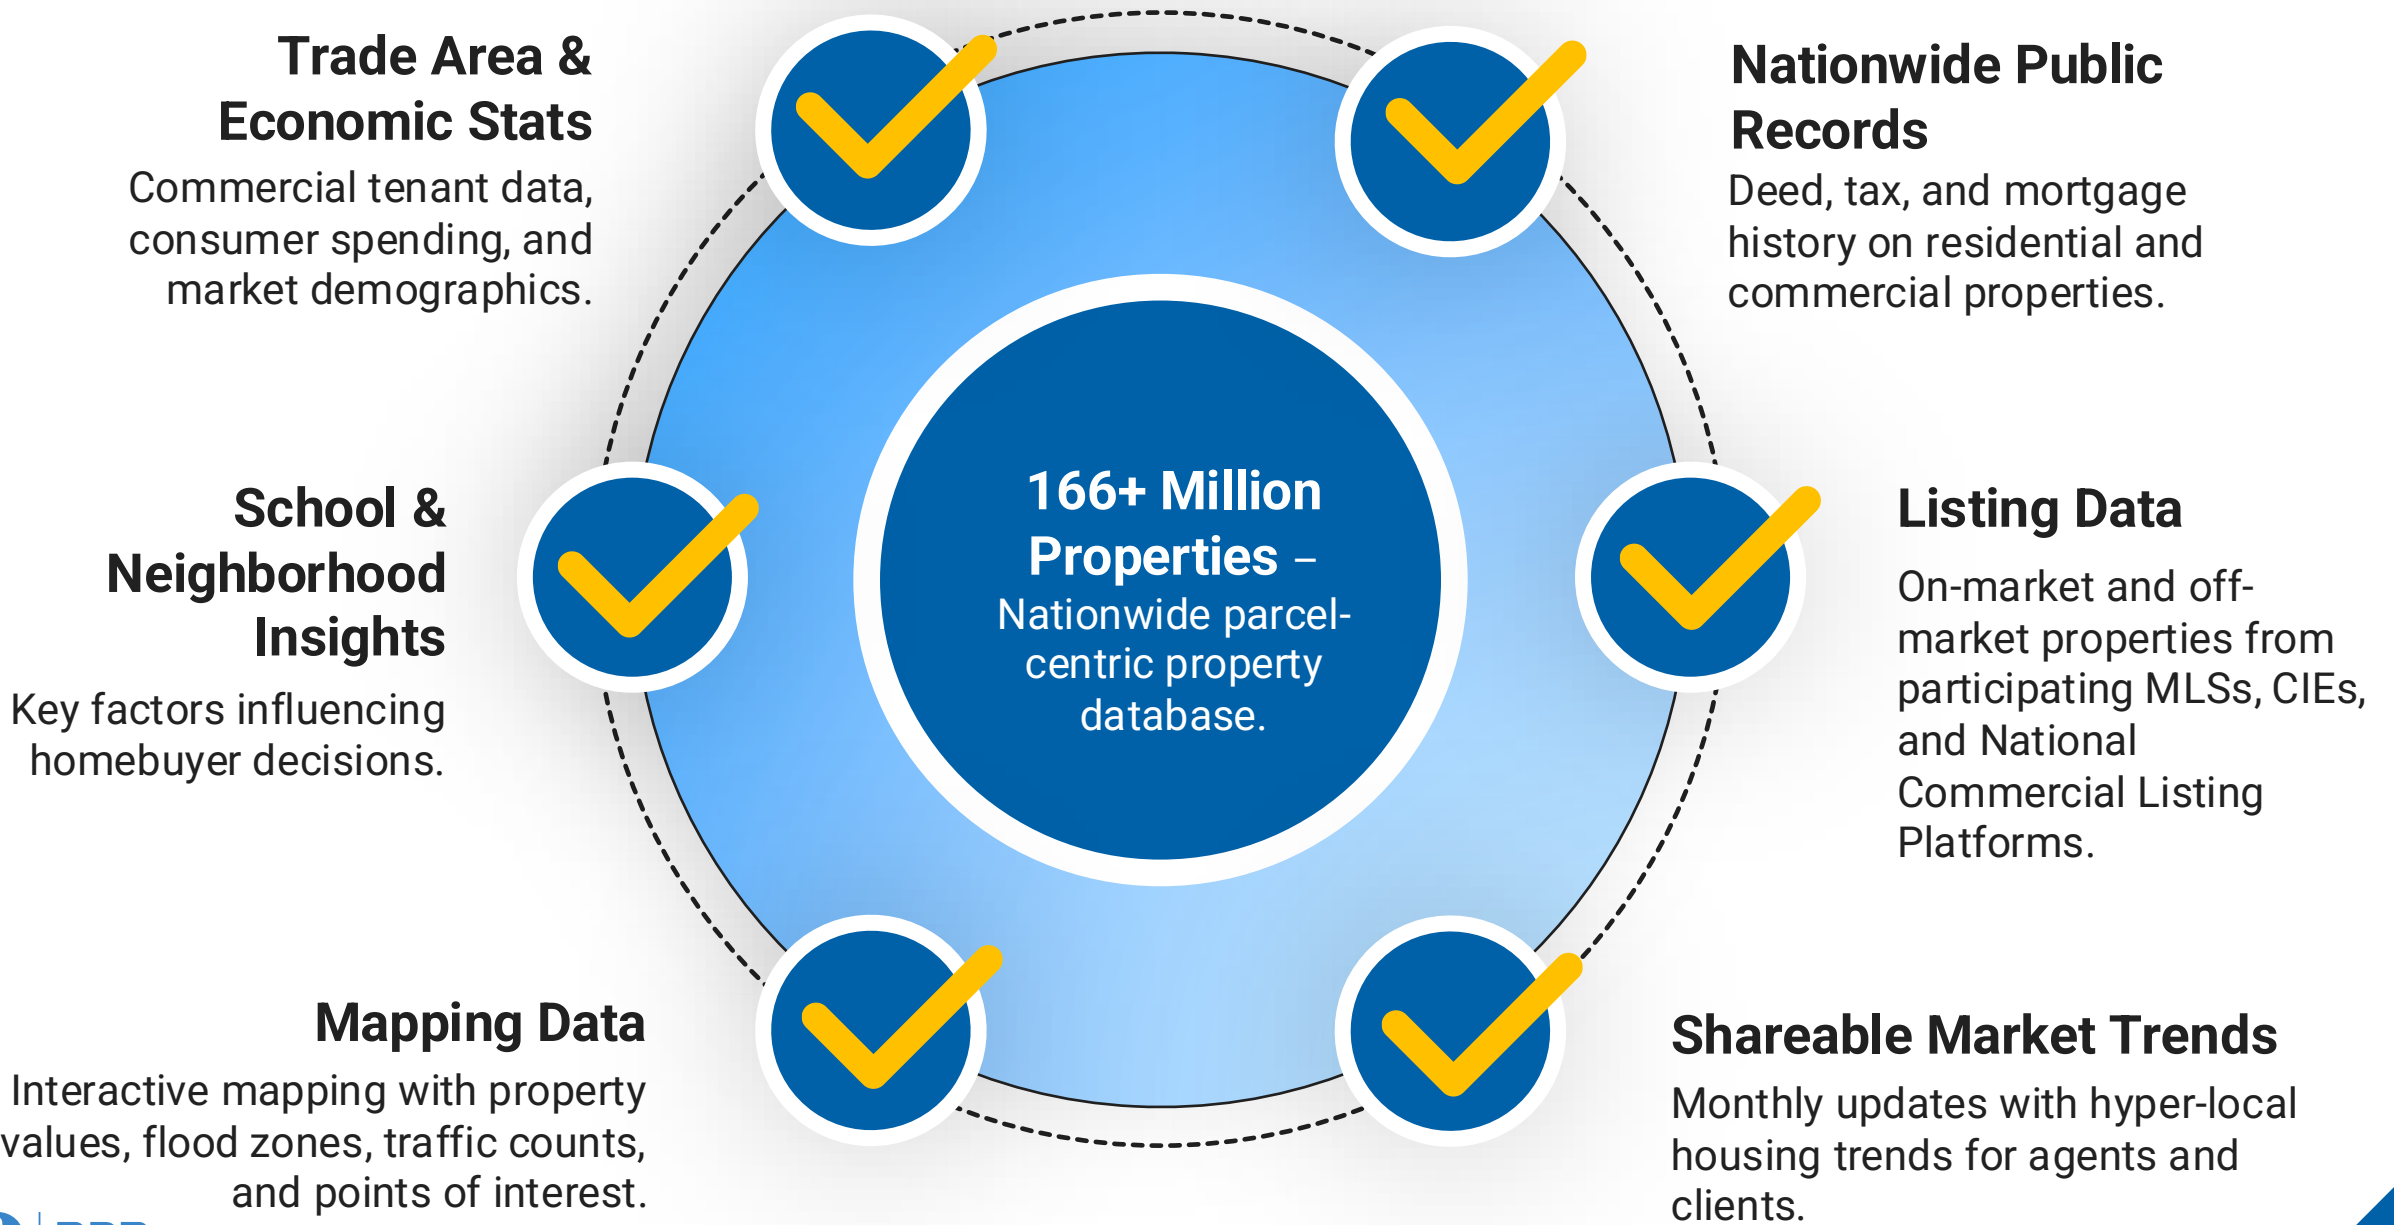 Trade Area &
Economic Stats
Commercial tenant data,
consumer spending, and
market demographics.
Nationwide Public
Records
Deed, tax, and mortgage
history on residential and
commercial properties.
School &
Neighborhood
Insights
Key factors influencing
homebuyer decisions.
166+ Million
Properties –
Nationwide parcel-
centric property
database.
Listing Data
On-market and off-
market properties from
participating MLSs, CIEs,
and National
Commercial Listing
Platforms.
Mapping Data
Interactive mapping with property
values, flood zones, traffic counts,
and points of interest.
Shareable Market Trends
Monthly updates with hyper-local
housing trends for agents and
clients.